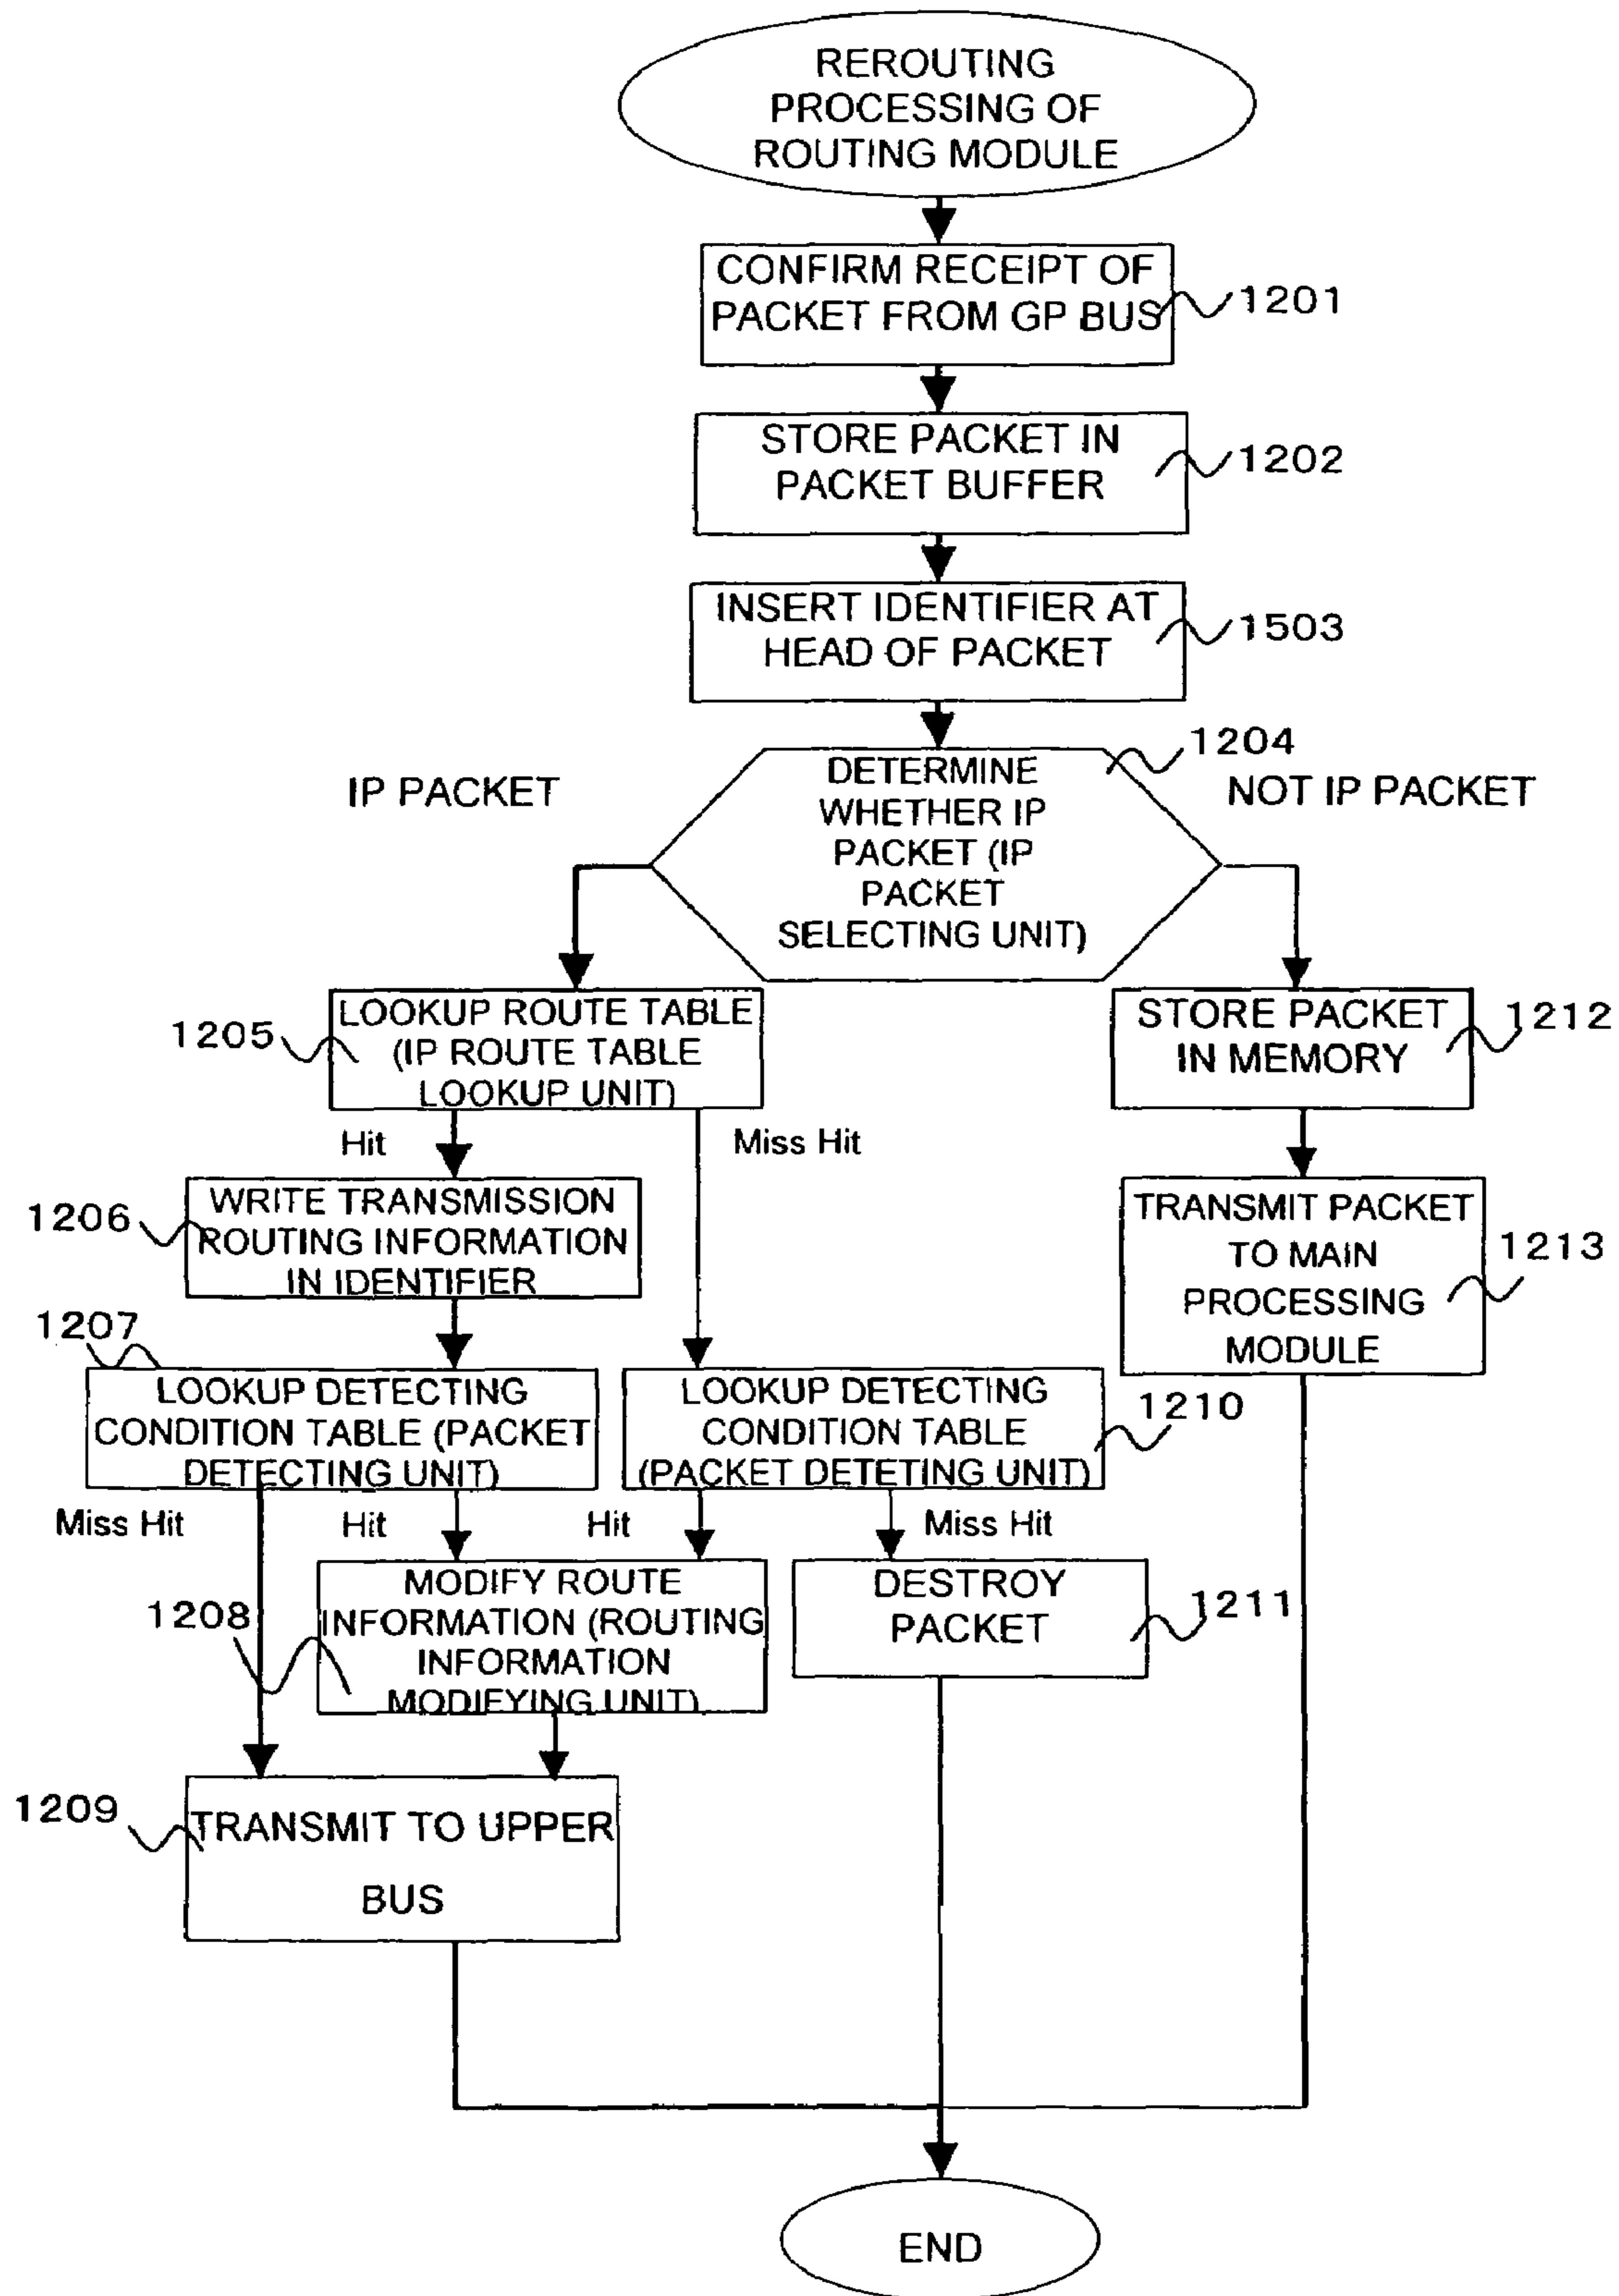 REROUTING
PROCESSING OF
ROUTING MODULE
CONFIRM RECEIPT OF
PACKET FROM GP BUS
1201
STORE PACKET IN
PACKET BUFFER
1202
INSERT IDENTIFIER AT
HEAD OF PACKET
1503
1204
IP PACKET
DETERMINE
WHETHER IP
PACKET (IP
PACKET
SELECTING UNIT)
NOT IP PACKET
1205
LOOKUP ROUTE TABLE
(IP ROUTE TABLE
LOOKUP UNIT)
STORE PACKET
IN MEMORY
1212
Hit
Miss Hit
1206
WRITE TRANSMISSION
ROUTING INFORMATION
IN IDENTIFIER
TRANSMIT PACKET
TO MAIN
PROCESSING
MODULE
1213
1207
LOOKUP DETECTING
CONDITION TABLE (PACKET
DETECTING UNIT)
LOOKUP DETECTING
CONDITION TABLE
(PACKET DETETING UNIT)
1210
Miss Hit
Hit
Hit
Miss Hit
1208
MODIFY ROUTE
INFORMATION (ROUTING
INFORMATION
MODIFYING UNIT)
DESTROY
PACKET
1211
1209
TRANSMIT TO UPPER
BUS
END